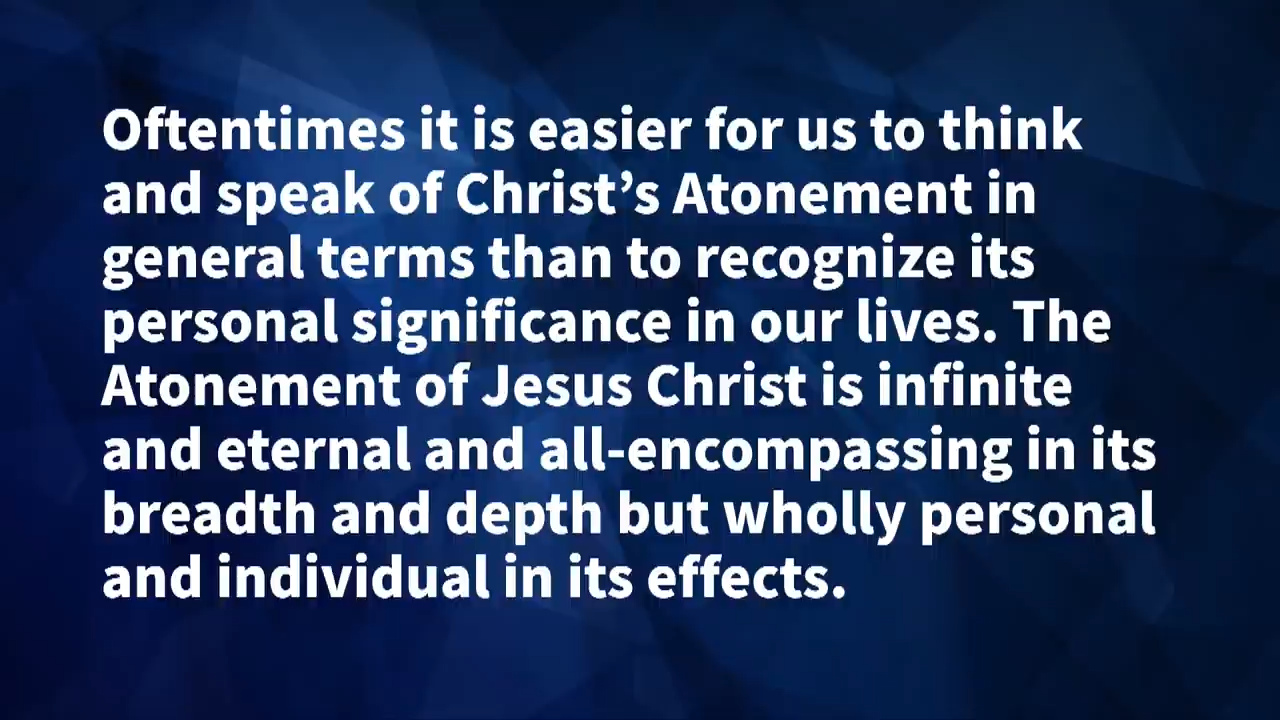 Oftentimes it is easier for us to think
and speak of Christ’s Atonement in
general terms than to recognize its
personal significance in our lives. The
Atonement of Jesus Christ is infinite
and eternal and all-encompassing in its
breadth and depth but wholly personal
and individual in its effects.